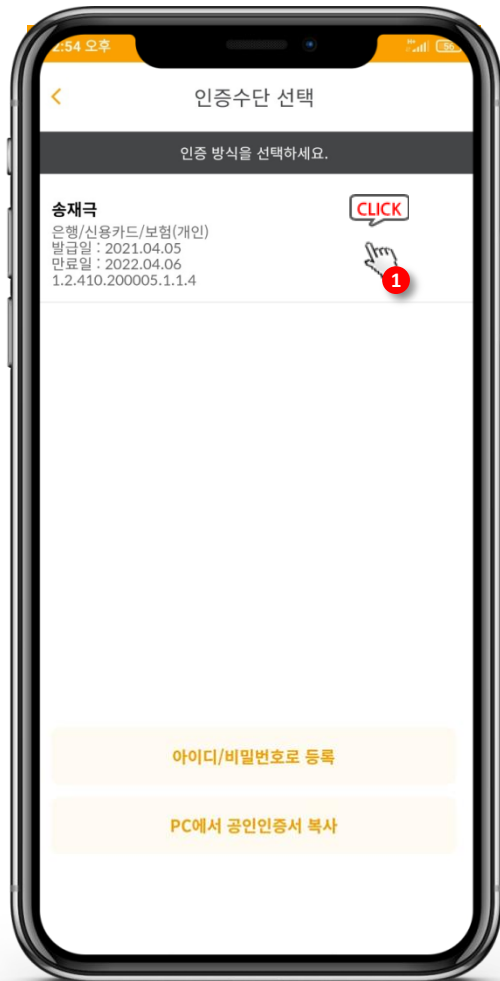 2:54 오후
56
인증수단 선택
인증 방식을 선택하세요.
송재극
CLICK
은행/신용카드/보험(개인)
발급일 : 2021.04.05
만료일 : 2022.04.06
1.2.410.200005.1.1.4
1
아이디/비밀번호로 등록
PC에서 공인인증서 복사